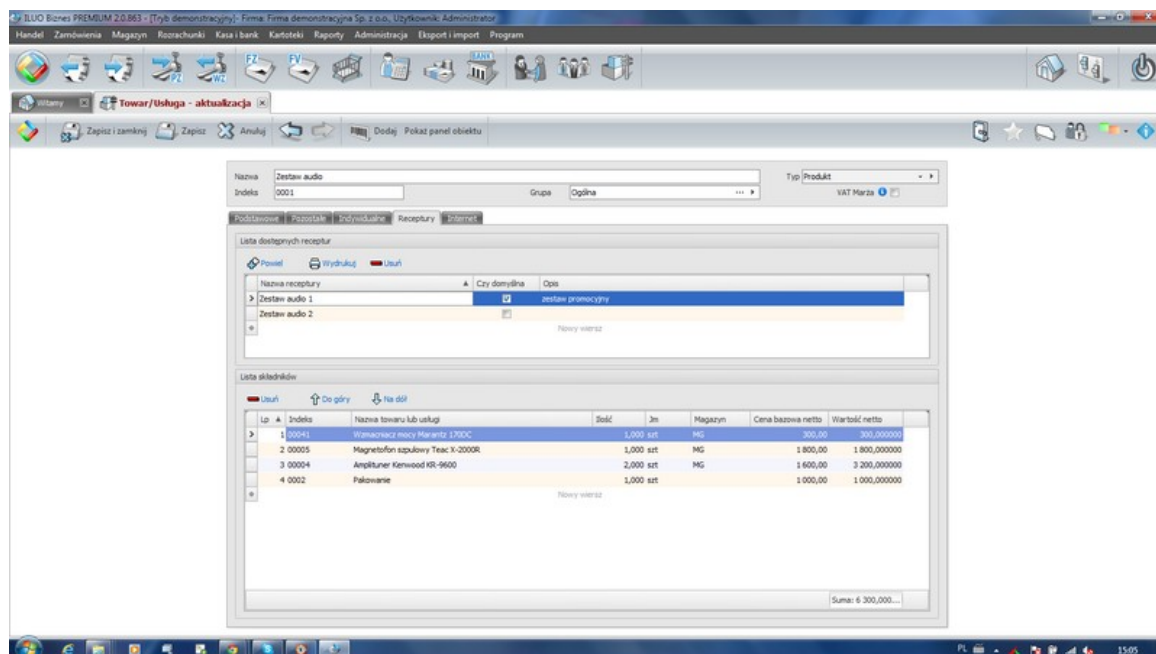 ILUO Biznes PREMIUM 2.0.863 - [Tryb demonstracyjny]- Firma: Firma demonstracyjna Sp. z o.o., Użytkownik: Administrator
Handel Zamówienia Magazyn Rozrachunki Kasa i bank Kartoteki Raporty Administracja Eksport i import Program
PZ WZ FZ FV BANK
Witamy Towar/Usługa - aktualizacja
Zapisz i zamknij Zapisz Anuluj Dodaj Pokaż panel obiektu
Nazwa Zestaw audio Typ Produkt
Indeks 0001 Grupa Ogólna ... VAT Marża
Podstawowe Pozostałe Indywidualne Receptury Internet
Lista dostępnych receptur
Powiel Wydrukuj Usuń
Nazwa receptury Czy domyślna Opis
Zestaw audio 1 zestaw promocyjny
Zestaw audio 2
Nowy wiersz
Lista składników
Usuń Do góry Na dół
Lp Indeks Nazwa towaru lub usługi Ilość Jm Magazyn Cena bazowa netto Wartość netto
1 00041 Wzmacniacz mocy Marantz 170DC 1,000 szt MG 300,00 300,000000
2 00005 Magnetofon szpulowy Teac X-2000R 1,000 szt MG 1 800,00 1 800,000000
3 00004 Amplituner Kenwood KR-9600 2,000 szt MG 1 600,00 3 200,000000
4 0002 Pakowanie 1,000 szt 1 000,00 1 000,000000
Nowy wiersz
Suma: 6 300,000....
PL 15:05